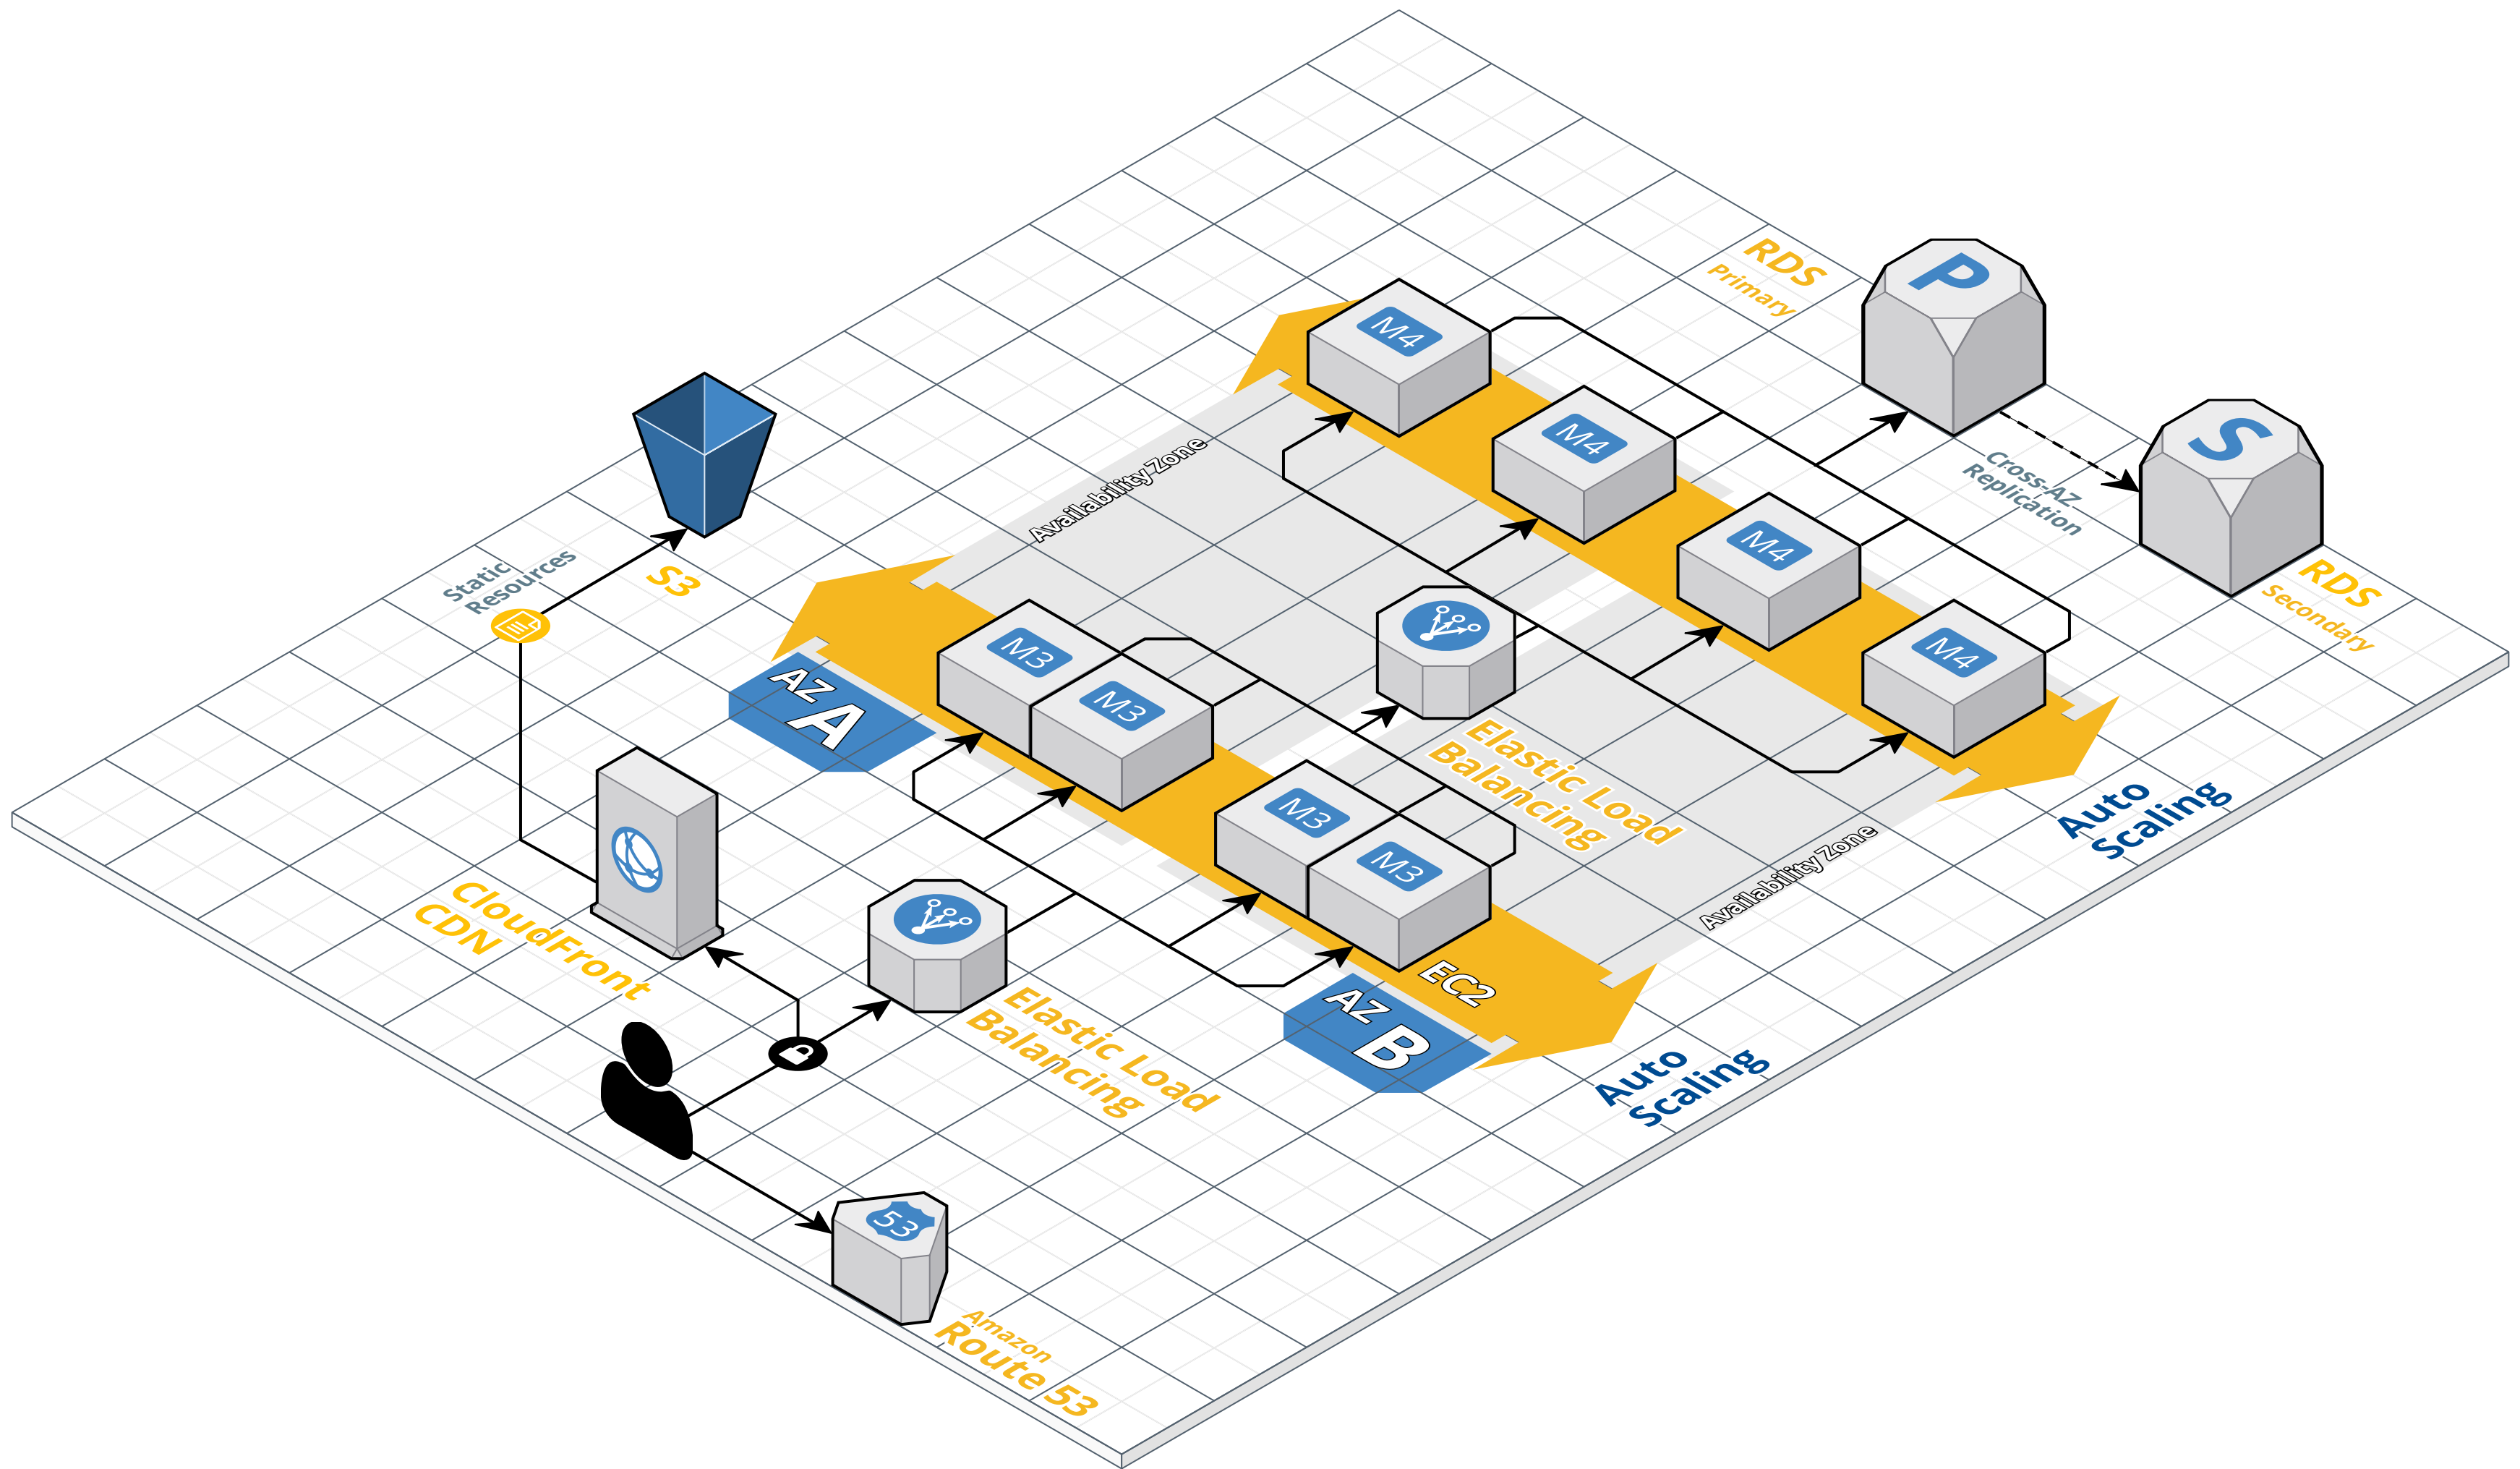 RDS
Primary
P
M4
M4
M4
M4
S
Cross-AZ
Replication
RDS
Secondary
Availability Zone
Static
Resources
S3
M3
M3
M3
M3
AZ
A
Elastic Load
Balancing
Auto
Scaling
Availability Zone
CloudFront
CDN
EC2
AZ
B
Elastic Load
Balancing
Auto
Scaling
53
Amazon
Route 53